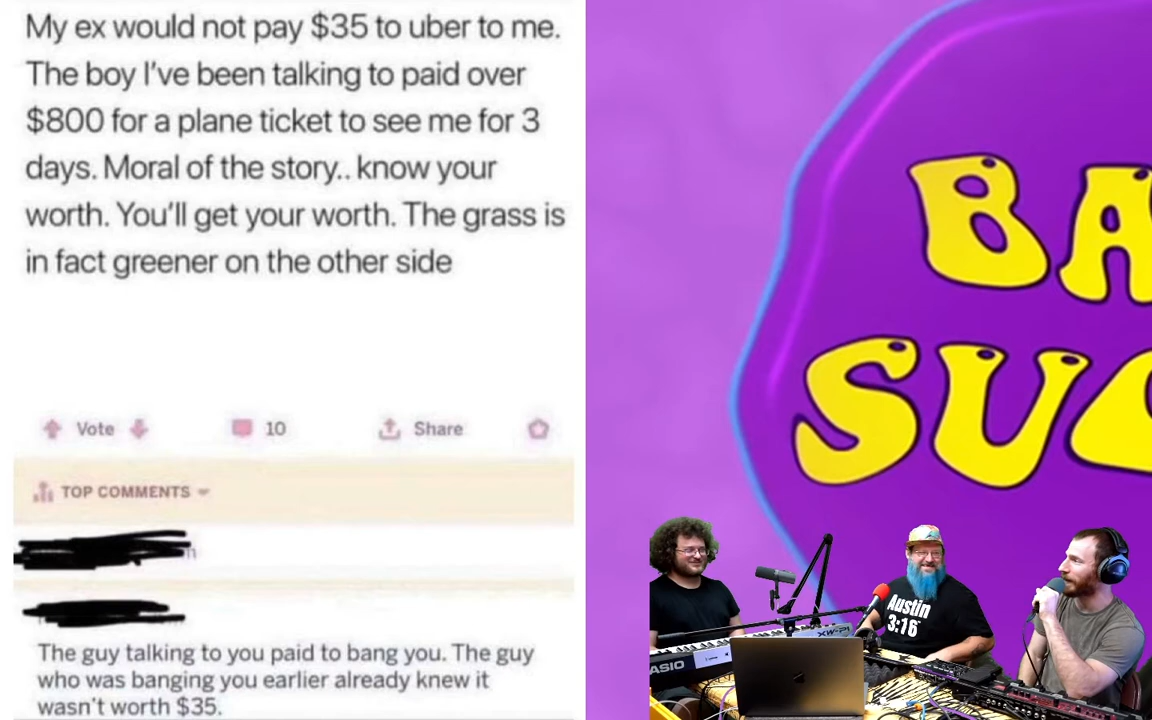 My ex would not pay $35 to uber to me.
The boy I've been talking to paid over
$800 for a plane ticket to see me for 3
days. Moral of the story.. know your
worth. You'll get your worth. The grass is
in fact greener on the other side
Vote
10
Share
TOP COMMENTS
The guy talking to you paid to bang you. The guy
who was banging you earlier already knew it
wasn't worth $35.
BA
SU
Austin
3:16
XW-P1
CASIO